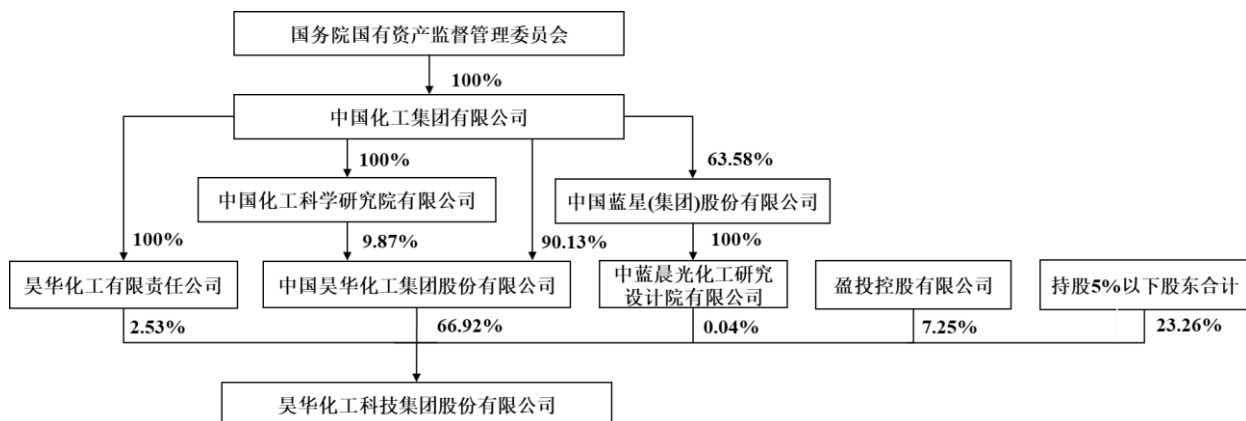 国务院国有资产监督管理委员会
100%
中国化工集团有限公司
100%
63.58%
中国化工科学研究院有限公司
中国蓝星(集团)股份有限公司
100%
9.87%
90.13%
100%
昊华化工有限责任公司
中国昊华化工集团股份有限公司
中蓝晨光化工研究
设计院有限公司
盈投控股有限公司
持股5%以下股东合计
2.53%
66.92%
0.04%
7.25%
23.26%
昊华化工科技集团股份有限公司